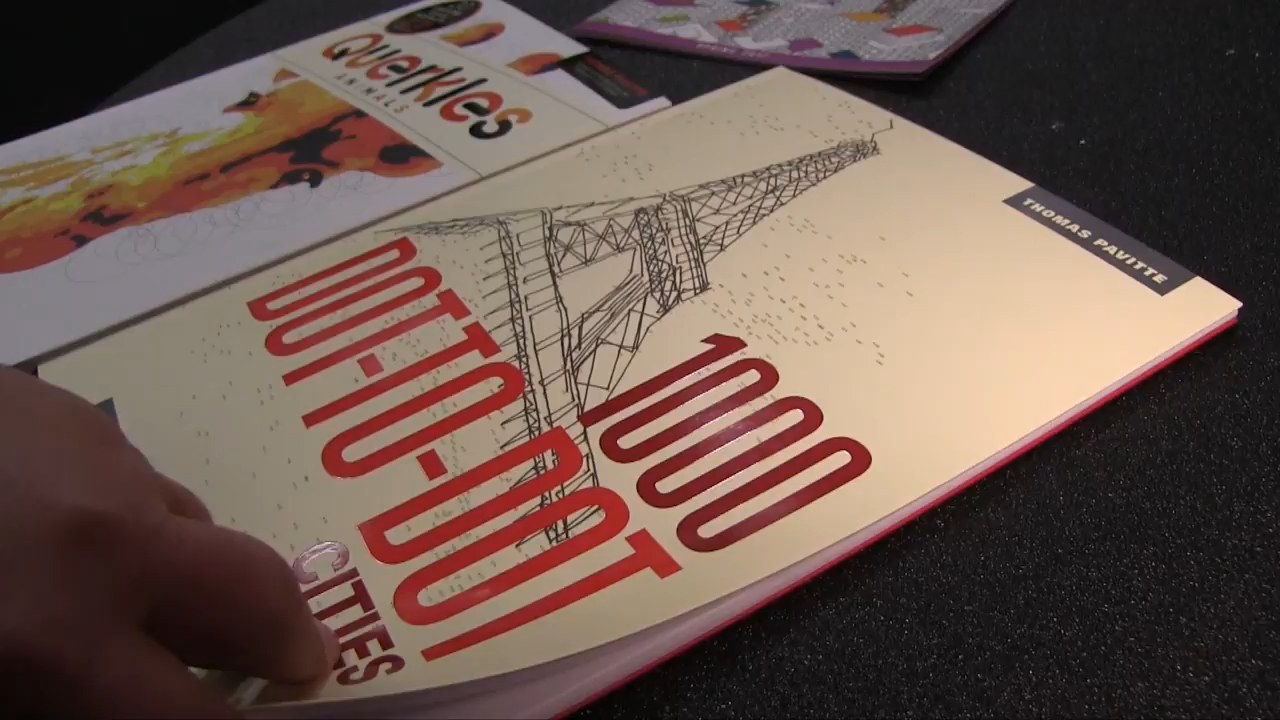 Querkles
ANIMALS
THOMAS PAVITTE
1000
DOT-TO-DOT
CITIES